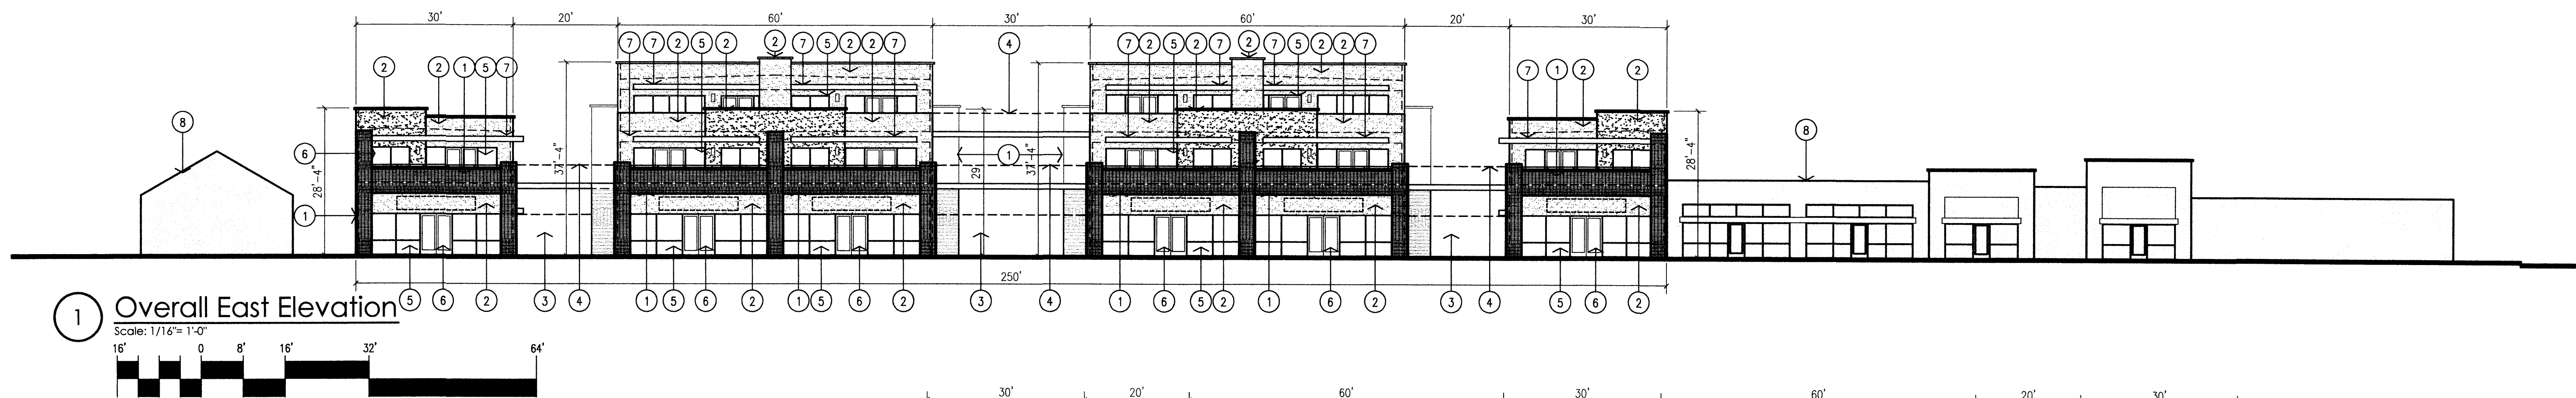 30' 20' 60' 30' 60' 20' 30'
7 7 2 5 2 2 7 5 2 2 7 4 7 2 5 2 7 2 7 5 2 2 7
2 2 1 5 7 7 1 2 2
8 8
6 1
1
28'-4" 37'-4" 29' 37'-4" 28'-4"
250'
5 6 2 3 4 1 5 6 2 1 5 6 2 3 4 1 6 5 2 1 6 2 3 4 5 6 2
1 Overall East Elevation
Scale: 1/16"= 1'-0"
16' 0 8' 16' 32' 64'
30' 20' 60' 30' 60' 20' 30'